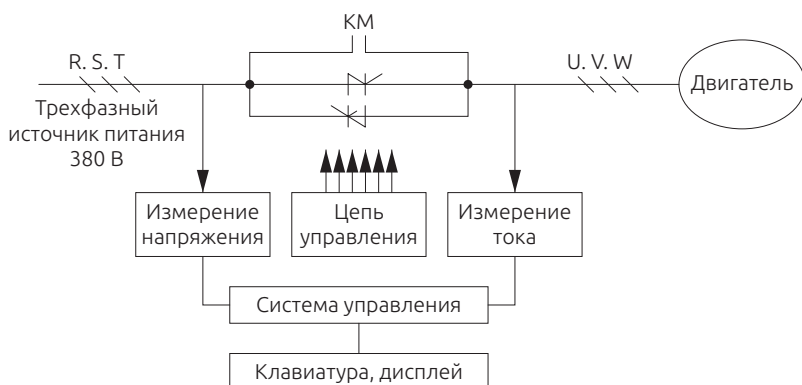 KM
R. S. T
U. V. W
Двигатель
Трехфазный
источник питания
380 В
Измерение
напряжения
Цепь
управления
Измерение
тока
Система управления
Клавиатура, дисплей